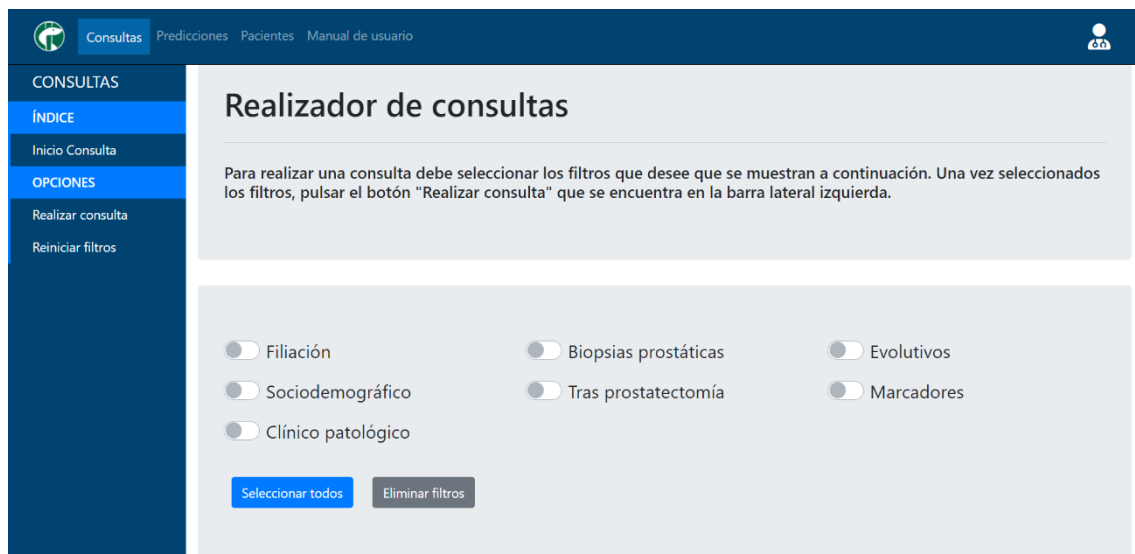 Consultas Predicciones Pacientes Manual de usuario
CONSULTAS
ÍNDICE
Inicio Consulta
OPCIONES
Realizar consulta
Reiniciar filtros
Realizador de consultas
Para realizar una consulta debe seleccionar los filtros que desee que se muestran a continuación. Una vez seleccionados
los filtros, pulsar el botón "Realizar consulta" que se encuentra en la barra lateral izquierda.
Filiación Biopsias prostáticas Evolutivos
Sociodemográfico Tras prostatectomía Marcadores
Clínico patológico
Seleccionar todos Eliminar filtros